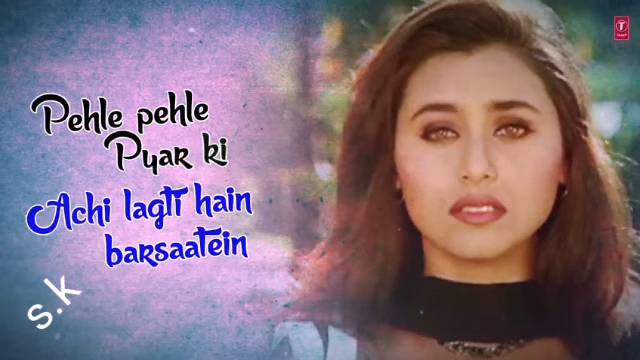 Pehle pehle
Pyar ki
Achi lagti hain
barsaatein
s.k